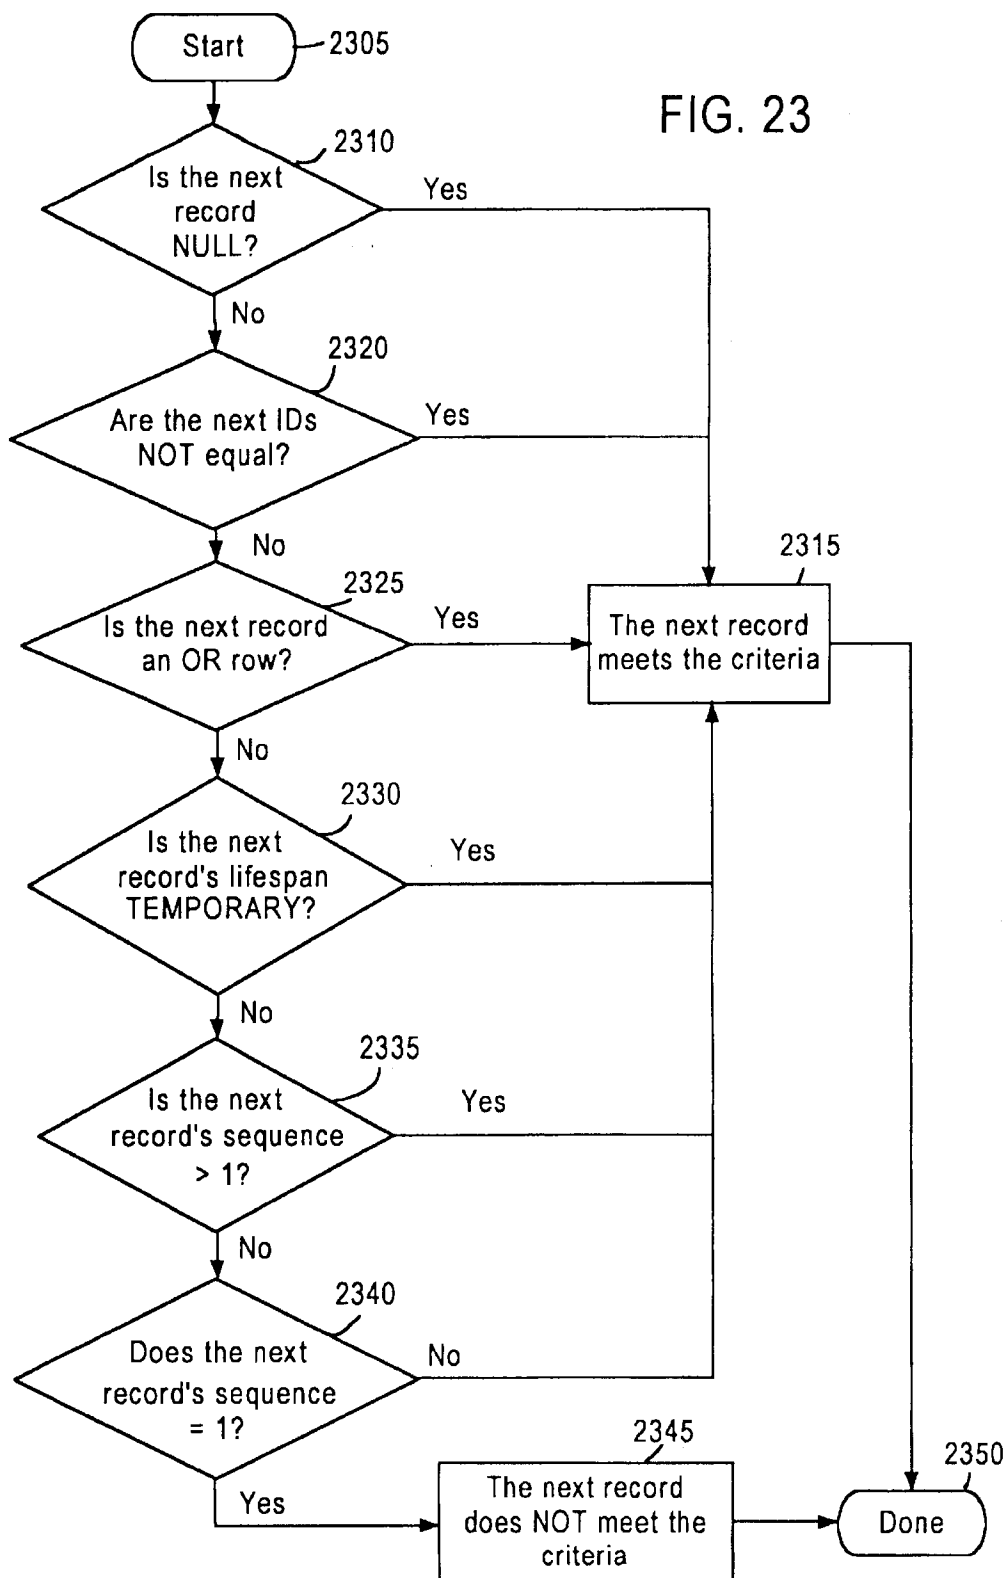 Start
2305
FIG. 23
2310
Is the next
record
NULL?
Yes
No
2320
Are the next IDs
NOT equal?
Yes
No
2325
Is the next record
an OR row?
Yes
2315
The next record
meets the criteria
No
2330
Is the next
record's lifespan
TEMPORARY?
Yes
No
2335
Is the next
record's sequence
> 1?
Yes
No
2340
Does the next
record's sequence
= 1?
No
Yes
2345
The next record
does NOT meet the
criteria
2350
Done